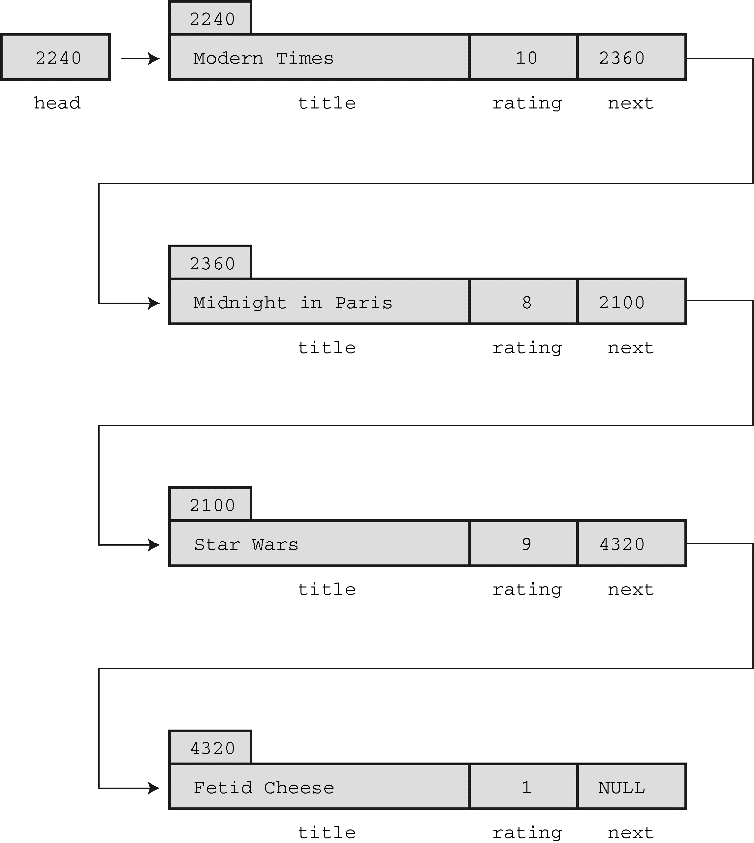 2240
2240 Modern Times 10 2360
head title rating next
2360
Midnight in Paris 8 2100
title rating next
2100
Star Wars 9 4320
title rating next
4320
Fetid Cheese 1 NULL
title rating next